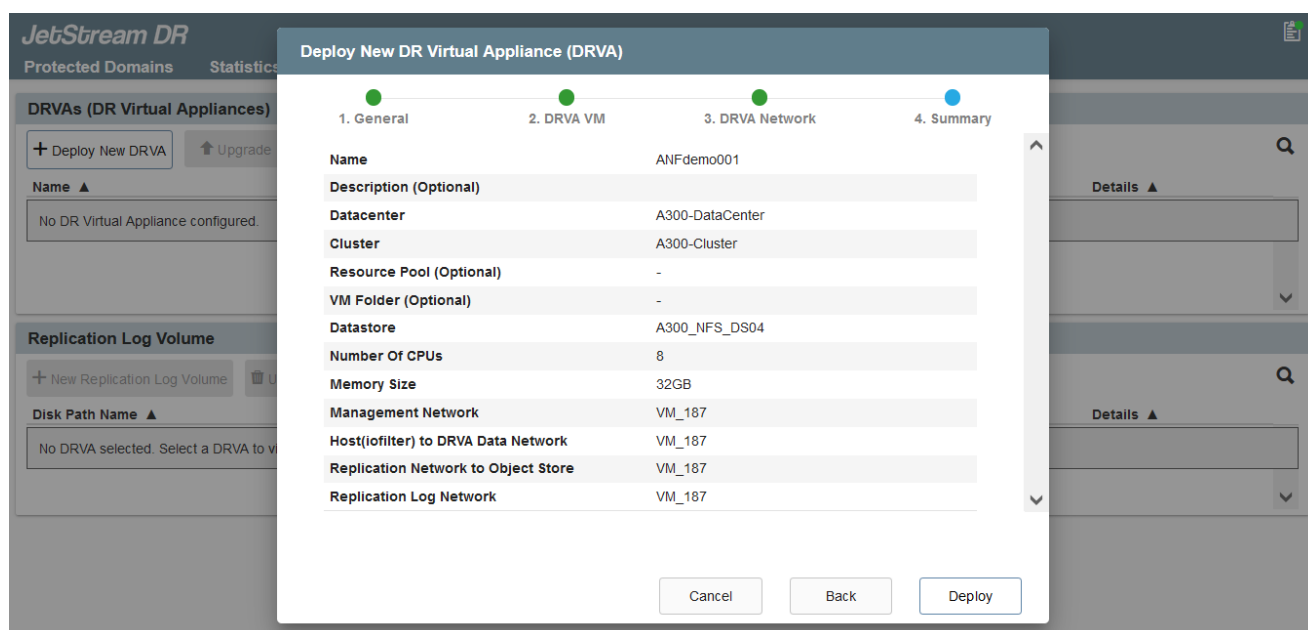 JetStream DR
Protected Domains Statistics
Deploy New DR Virtual Appliance (DRVA)
1. General 2. DRVA VM 3. DRVA Network 4. Summary
DRVAs (DR Virtual Appliances)
+ Deploy New DRVA Upgrade
Name ▲ Details ▲
No DR Virtual Appliance configured.
Replication Log Volume
+ New Replication Log Volume U
Disk Path Name ▲ Details ▲
No DRVA selected. Select a DRVA to vi
Name ANFdemo001
Description (Optional)
Datacenter A300-DataCenter
Cluster A300-Cluster
Resource Pool (Optional) -
VM Folder (Optional) -
Datastore A300_NFS_DS04
Number Of CPUs 8
Memory Size 32GB
Management Network VM_187
Host(iofilter) to DRVA Data Network VM_187
Replication Network to Object Store VM_187
Replication Log Network VM_187
Cancel Back Deploy